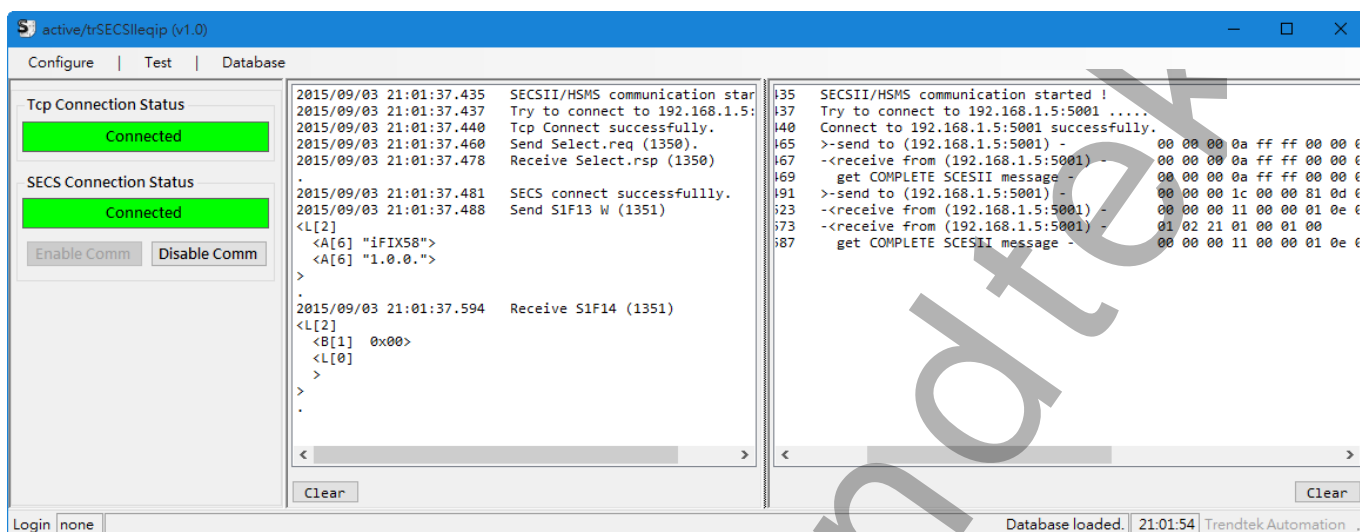 active/trSECSIIeqip (v1.0)
Configure | Test | Database
Tcp Connection Status
Connected
SECS Connection Status
Connected
Enable Comm Disable Comm
2015/09/03 21:01:37.435 SECSII/HSMS communication star
2015/09/03 21:01:37.437 Try to connect to 192.168.1.5:
2015/09/03 21:01:37.440 Tcp Connect successfully.
2015/09/03 21:01:37.460 Send Select.req (1350).
2015/09/03 21:01:37.478 Receive Select.rsp (1350)
.
2015/09/03 21:01:37.481 SECS connect successfullly.
2015/09/03 21:01:37.488 Send S1F13 W (1351)
<L[2]
<A[6] "iFIX58">
<A[6] "1.0.0.">
>
.
2015/09/03 21:01:37.594 Receive S1F14 (1351)
<L[2]
<B[1] 0x00>
<L[0]
>
>
.
Clear
435 SECSII/HSMS communication started !
437 Try to connect to 192.168.1.5:5001 .....
440 Connect to 192.168.1.5:5001 successfully.
465 >-send to (192.168.1.5:5001) - 00 00 00 0a ff ff 00 00 0
467 -<receive from (192.168.1.5:5001) - 00 00 00 0a ff ff 00 00 0
469 get COMPLETE SCESII message - 00 00 00 0a ff ff 00 00 0
491 >-send to (192.168.1.5:5001) - 00 00 00 1c 00 00 81 0d 0
523 -<receive from (192.168.1.5:5001) - 00 00 00 11 00 00 01 0e 0
573 -<receive from (192.168.1.5:5001) - 01 02 21 01 00 01 00
587 get COMPLETE SCESII message - 00 00 00 11 00 00 01 0e 0
Clear
Login none
Database loaded. 21:01:54 Trendtek Automation
ndtek